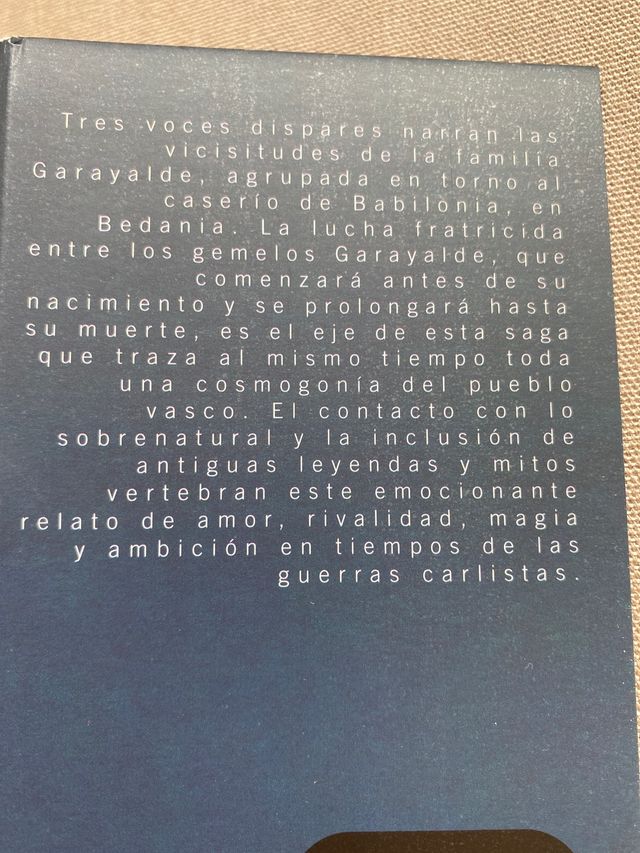 Tres voces dispares narran las
vicisitudes de la familia
Garayalde, agrupada en torno al
caserío de Babilonia, en
Bedania. La lucha fratricida
entre los gemelos Garayalde, que
comenzará antes de su
nacimiento y se prolongará hasta
su muerte, es el eje de esta saga
que traza al mismo tiempo toda
una cosmogonía del pueblo
vasco. El contacto con lo
sobrenatural y la inclusión de
antiguas leyendas y mitos
vertebran este emocionante
relato de amor, rivalidad, magia
y ambición en tiempos de las
guerras carlistas.